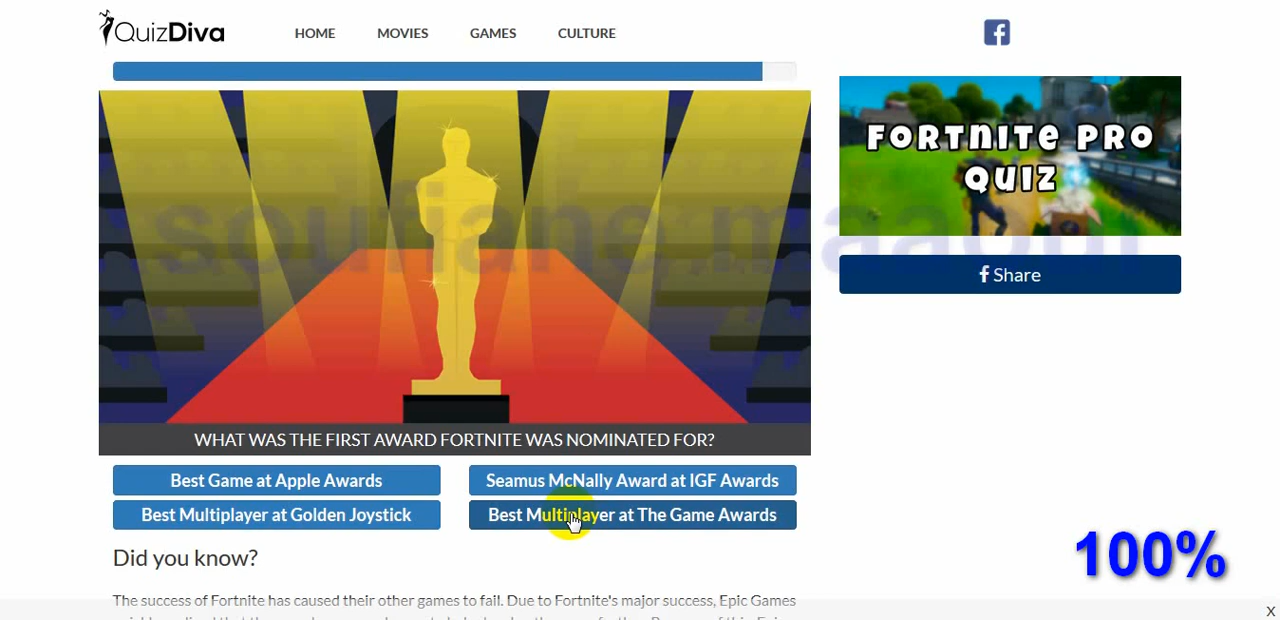 QuizDiva
HOME MOVIES GAMES CULTURE
FORTNITE PRO
QUIZ
Share
WHAT WAS THE FIRST AWARD FORTNITE WAS NOMINATED FOR?
Best Game at Apple Awards
Seamus McNally Award at IGF Awards
Best Multiplayer at Golden Joystick
Best Multiplayer at The Game Awards
Did you know?
100%
The success of Fortnite has caused their other games to fail. Due to Fortnite's major success, Epic Games
X